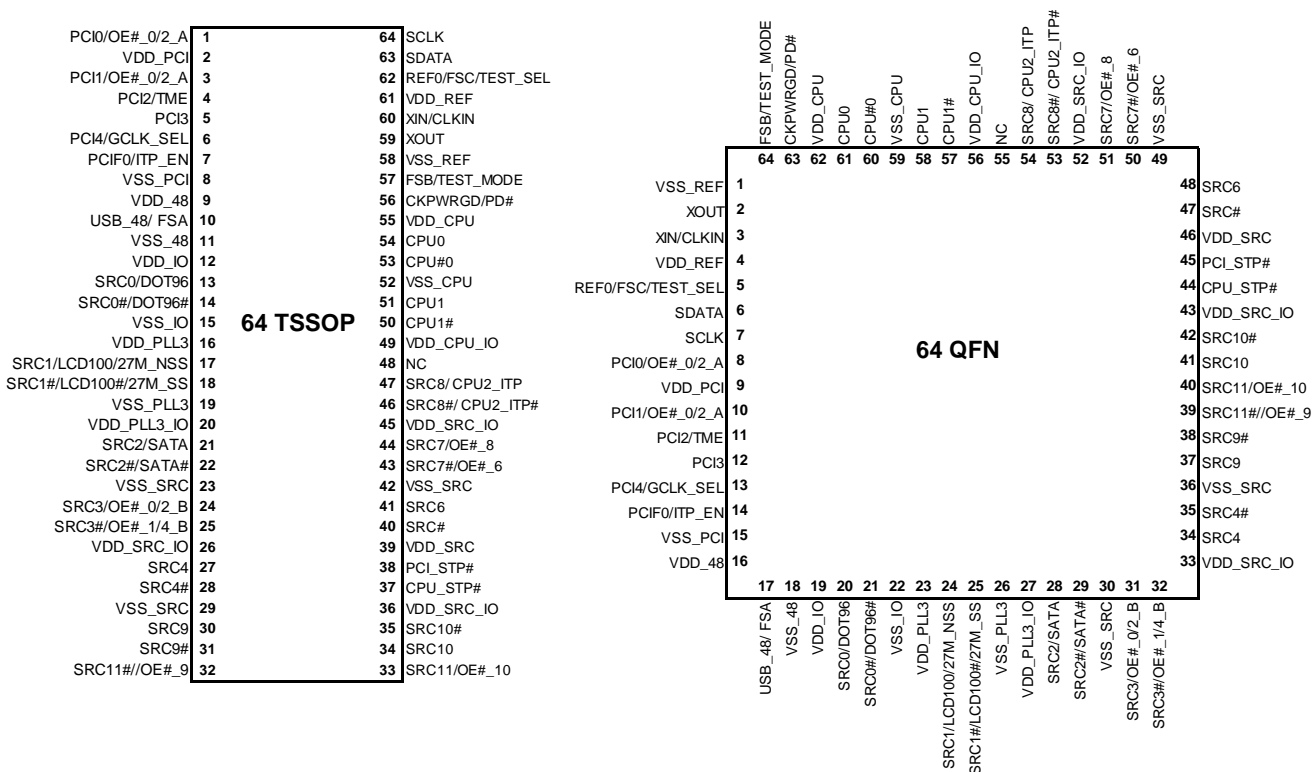 PCI0/OE#_0/2_A 1 64 SCLK
VDD_PCI 2 63 SDATA
PCI1/OE#_0/2_A 3 62 REF0/FSC/TEST_SEL
PCI2/TME 4 61 VDD_REF
PCI3 5 60 XIN/CLKIN
PCI4/GCLK_SEL 6 59 XOUT
PCIF0/ITP_EN 7 58 VSS_REF
VSS_PCI 8 57 FSB/TEST_MODE
VDD_48 9 56 CKPWRGD/PD#
USB_48/ FSA 10 55 VDD_CPU
VSS_48 11 54 CPU0
VDD_IO 12 53 CPU#0
SRC0/DOT96 13 52 VSS_CPU
SRC0#/DOT96# 14 51 CPU1
VSS_IO 15 50 CPU1#
64 TSSOP
VDD_PLL3 16 49 VDD_CPU_IO
SRC1/LCD100/27M_NSS 17 48 NC
SRC1#/LCD100#/27M_SS 18 47 SRC8/ CPU2_ITP
VSS_PLL3 19 46 SRC8#/ CPU2_ITP#
VDD_PLL3_IO 20 45 VDD_SRC_IO
SRC2/SATA 21 44 SRC7/OE#_8
SRC2#/SATA# 22 43 SRC7#/OE#_6
VSS_SRC 23 42 VSS_SRC
SRC3/OE#_0/2_B 24 41 SRC6
SRC3#/OE#_1/4_B 25 40 SRC#
VDD_SRC_IO 26 39 VDD_SRC
SRC4 27 38 PCI_STP#
SRC4# 28 37 CPU_STP#
VSS_SRC 29 36 VDD_SRC_IO
SRC9 30 35 SRC10#
SRC9# 31 34 SRC10
SRC11#//OE#_9 32 33 SRC11/OE#_10
FSB/TEST_MODE
CKPWRGD/PD#
VDD_CPU
CPU0
CPU#0
VSS_CPU
CPU1
CPU1#
VDD_CPU_IO
NC
SRC8/ CPU2_ITP
SRC8#/ CPU2_ITP#
VDD_SRC_IO
SRC7/OE#_8
SRC7#/OE#_6
VSS_SRC
64 63 62 61 60 59 58 57 56 55 54 53 52 51 50 49
VSS_REF 1 48 SRC6
XOUT 2 47 SRC#
XIN/CLKIN 3 46 VDD_SRC
VDD_REF 4 45 PCI_STP#
REF0/FSC/TEST_SEL 5 44 CPU_STP#
SDATA 6 43 VDD_SRC_IO
SCLK 7 42 SRC10#
64 QFN
PCI0/OE#_0/2_A 8 41 SRC10
VDD_PCI 9 40 SRC11/OE#_10
PCI1/OE#_0/2_A 10 39 SRC11#//OE#_9
PCI2/TME 11 38 SRC9#
PCI3 12 37 SRC9
PCI4/GCLK_SEL 13 36 VSS_SRC
PCIF0/ITP_EN 14 35 SRC4#
VSS_PCI 15 34 SRC4
VDD_48 16 33 VDD_SRC_IO
17 18 19 20 21 22 23 24 25 26 27 28 29 30 31 32
USB_48/ FSA
VSS_48
VDD_IO
SRC0/DOT96
SRC0#/DOT96#
VSS_IO
VDD_PLL3
SRC1/LCD100/27M_NSS
SRC1#/LCD100#/27M_SS
VSS_PLL3
VDD_PLL3_IO
SRC2/SATA
SRC2#/SATA#
VSS_SRC
SRC3/OE#_0/2_B
SRC3#/OE#_1/4_B